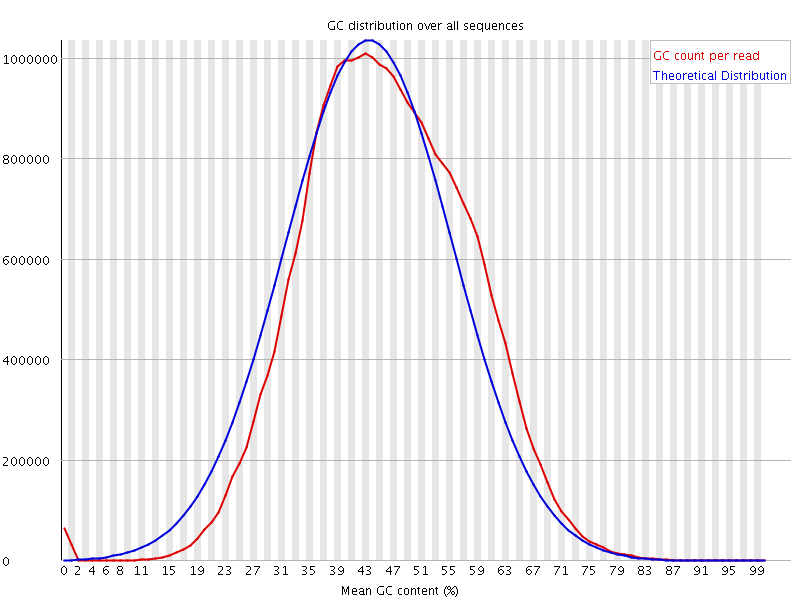 GC distribution over all sequences
GC count per read
Theoretical Distribution
1000000
800000
600000
400000
200000
0
0 2 4 6 8 11 15 19 23 27 31 35 39 43 47 51 55 59 63 67 71 75 79 83 87 91 95 99
Mean GC content (%)